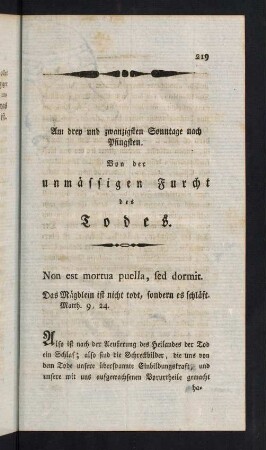 219
Am drey und zwanzigsten Sonntage nach
Pfingsten.
Von der
unmässigen Furcht
des
Todes.
Non est mortua puella, sed dormit.
Das Mägdlein ist nicht todt, sondern es schläft.
Matth. 9, 24.
Also ist nach der Aeusserung des Heilandes der Tod
ein Schlaf; also sind die Schreckbilder, die uns von
dem Tode unsere überspannte Einbildungskraft, und
unsere mit uns aufgewachsenen Vorurtheile gemacht
ha-